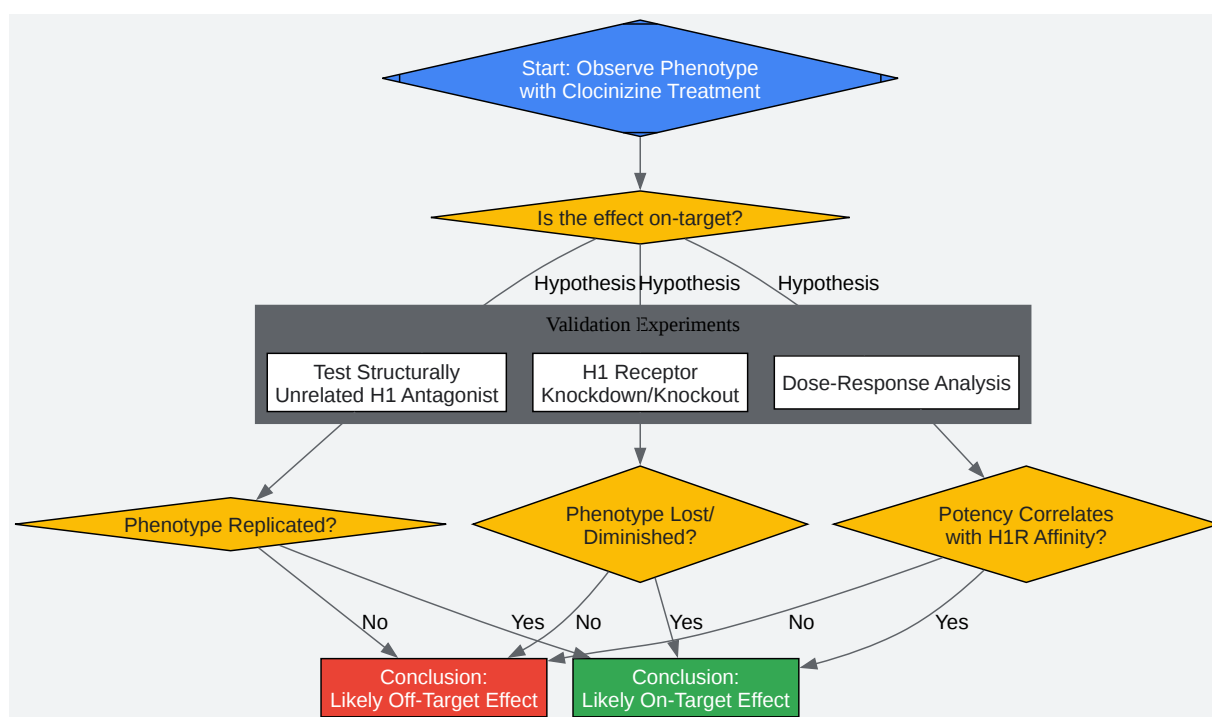 Start: Observe Phenotype
with Clocinizine Treatment
Is the effect on-target?
Hypothesis
Hypothesis
Hypothesis
Validation Experiments
Test Structurally
Unrelated H1 Antagonist
H1 Receptor
Knockdown/Knockout
Dose-Response Analysis
Phenotype Replicated?
Phenotype Lost/
Diminished?
Potency Correlates
with H1R Affinity?
No
Yes
No
Yes
No
Yes
Conclusion:
Likely Off-Target Effect
Conclusion:
Likely On-Target Effect